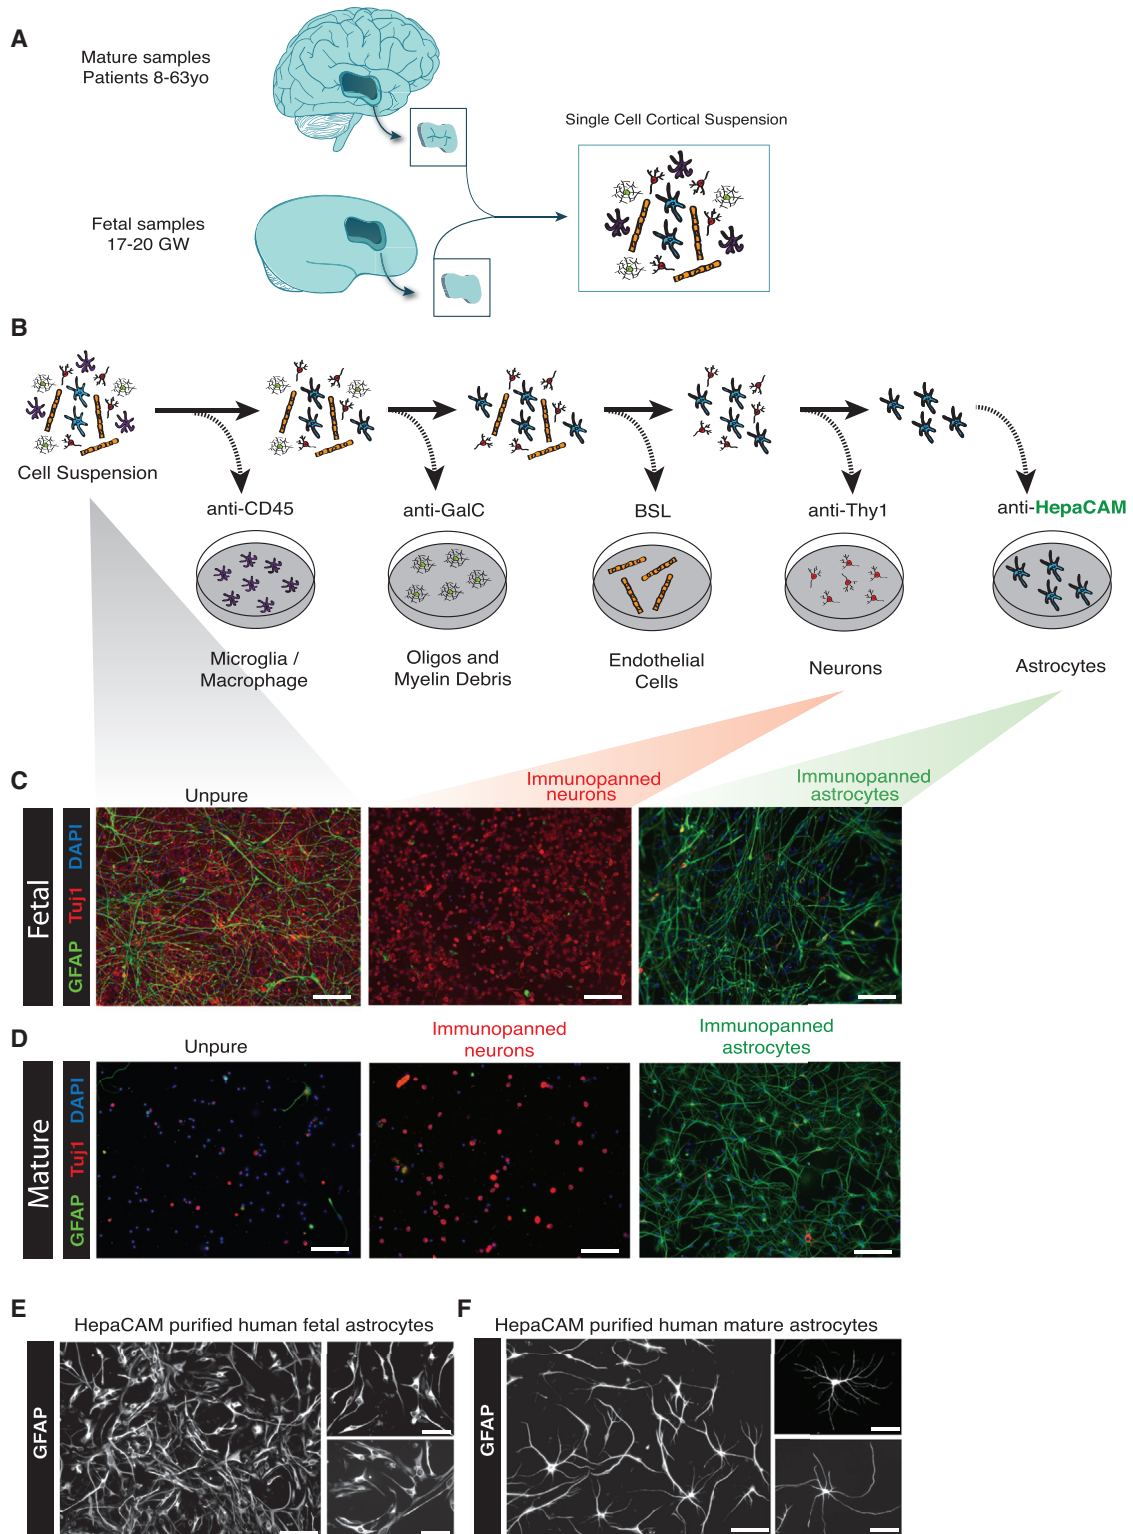 A
Mature samples
Patients 8-63yo
Single Cell Cortical Suspension
Fetal samples
17-20 GW
B
Cell Suspension
anti-CD45
anti-GalC
BSL
anti-Thy1
anti-HepaCAM
Microglia /
Macrophage
Oligos and
Myelin Debris
Endothelial
Cells
Neurons
Astrocytes
C
Unpure
Immunopanned
neurons
Immunopanned
astrocytes
Fetal
GFAP Tuj1 DAPI
D
Unpure
Immunopanned
neurons
Immunopanned
astrocytes
Mature
GFAP Tuj1 DAPI
E
HepaCAM purified human fetal astrocytes
GFAP
F
HepaCAM purified human mature astrocytes
GFAP